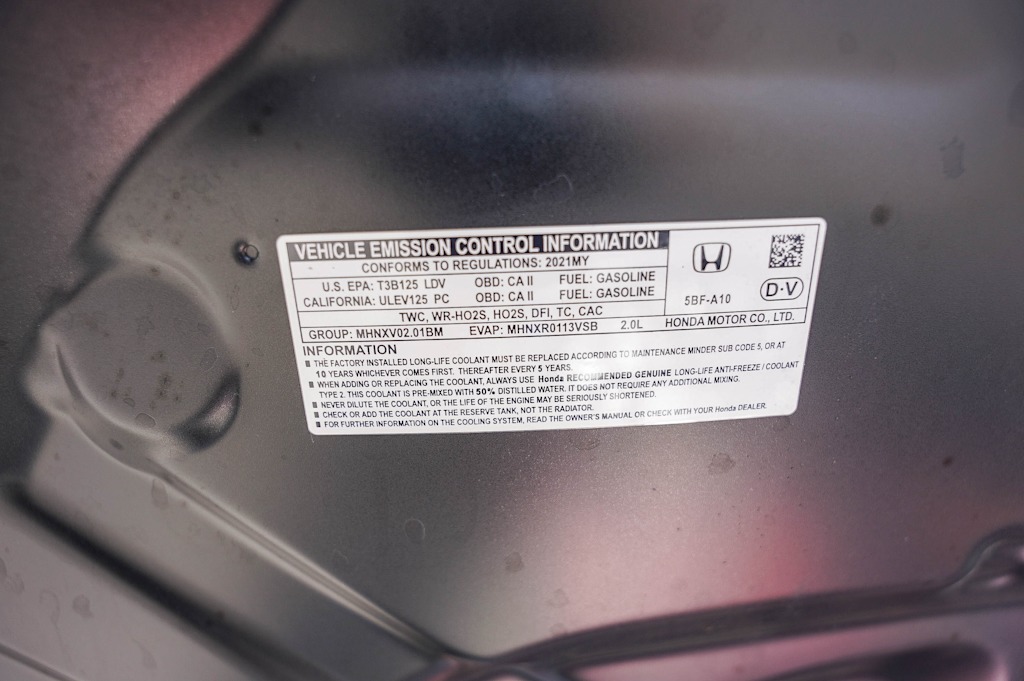 VEHICLE EMISSION CONTROL INFORMATION
CONFORMS TO REGULATIONS: 2021MY
U.S. EPA: T3B125 LDV OBD: CA II FUEL: GASOLINE
CALIFORNIA: ULEV125 PC OBD: CA II FUEL: GASOLINE
TWC, WR-HO2S, HO2S, DFI, TC, CAC
GROUP: MHNXV02.01BM EVAP: MHNXR0113VSB 2.0L
5BF-A10
D·V
HONDA MOTOR CO., LTD.
INFORMATION
THE FACTORY INSTALLED LONG-LIFE COOLANT MUST BE REPLACED ACCORDING TO MAINTENANCE MINDER SUB CODE 5, OR AT
10 YEARS WHICHEVER COMES FIRST. THEREAFTER EVERY 5 YEARS.
WHEN ADDING OR REPLACING THE COOLANT, ALWAYS USE Honda RECOMMENDED GENUINE LONG-LIFE ANTI-FREEZE / COOLANT
TYPE 2. THIS COOLANT IS PRE-MIXED WITH 50% DISTILLED WATER. IT DOES NOT REQUIRE ANY ADDITIONAL MIXING.
NEVER DILUTE THE COOLANT, OR THE LIFE OF THE ENGINE MAY BE SERIOUSLY SHORTENED.
CHECK OR ADD THE COOLANT AT THE RESERVE TANK, NOT THE RADIATOR.
FOR FURTHER INFORMATION ON THE COOLING SYSTEM, READ THE OWNER'S MANUAL OR CHECK WITH YOUR Honda DEALER.